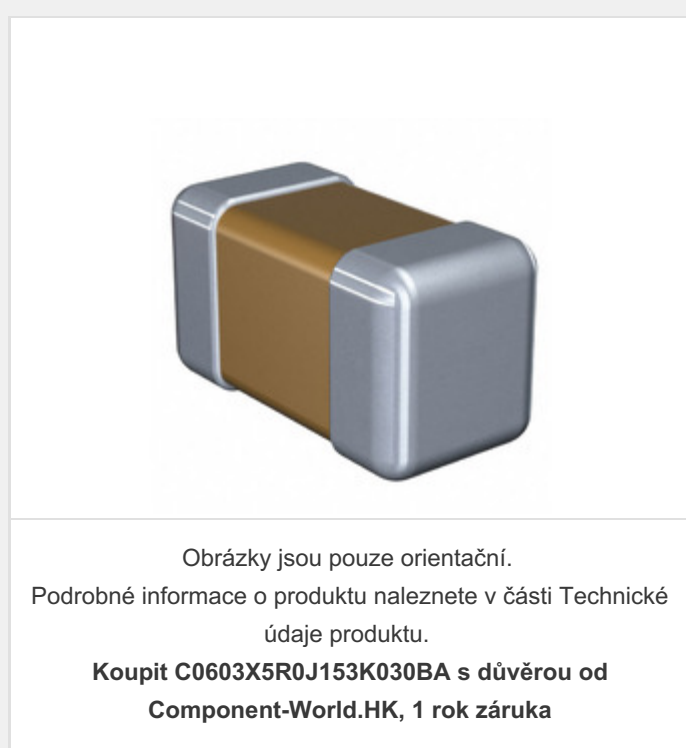 Obrázky jsou pouze orientační.
Podrobné informace o produktu naleznete v části Technické
údaje produktu.
Koupit C0603X5R0J153K030BA s důvěrou od
Component-World.HK, 1 rok záruka